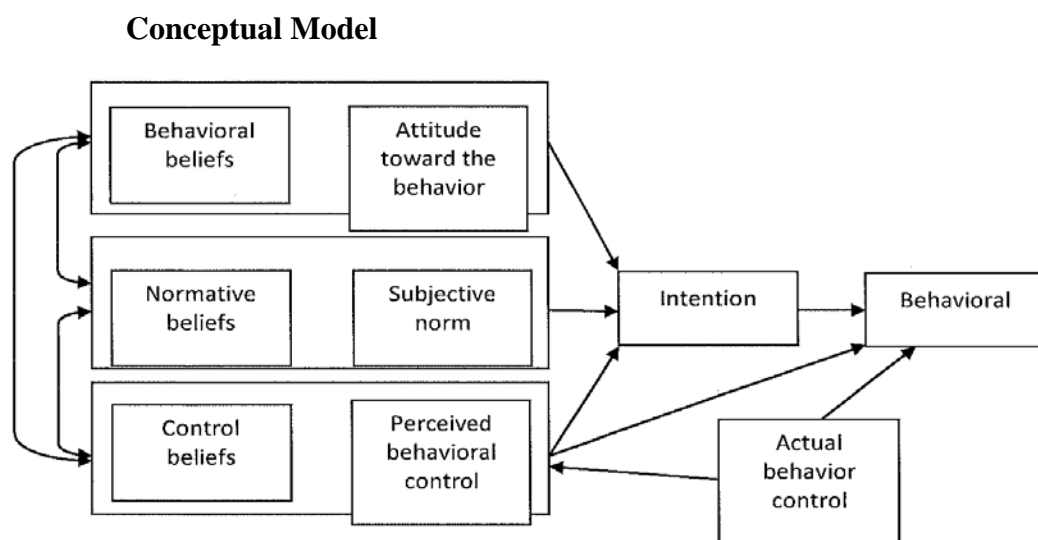 Conceptual Model
Behavioral
beliefs
Attitude
toward the
behavior
Normative
beliefs
Subjective
norm
Intention
Behavioral
Control
beliefs
Perceived
behavioral
control
Actual
behavior
control